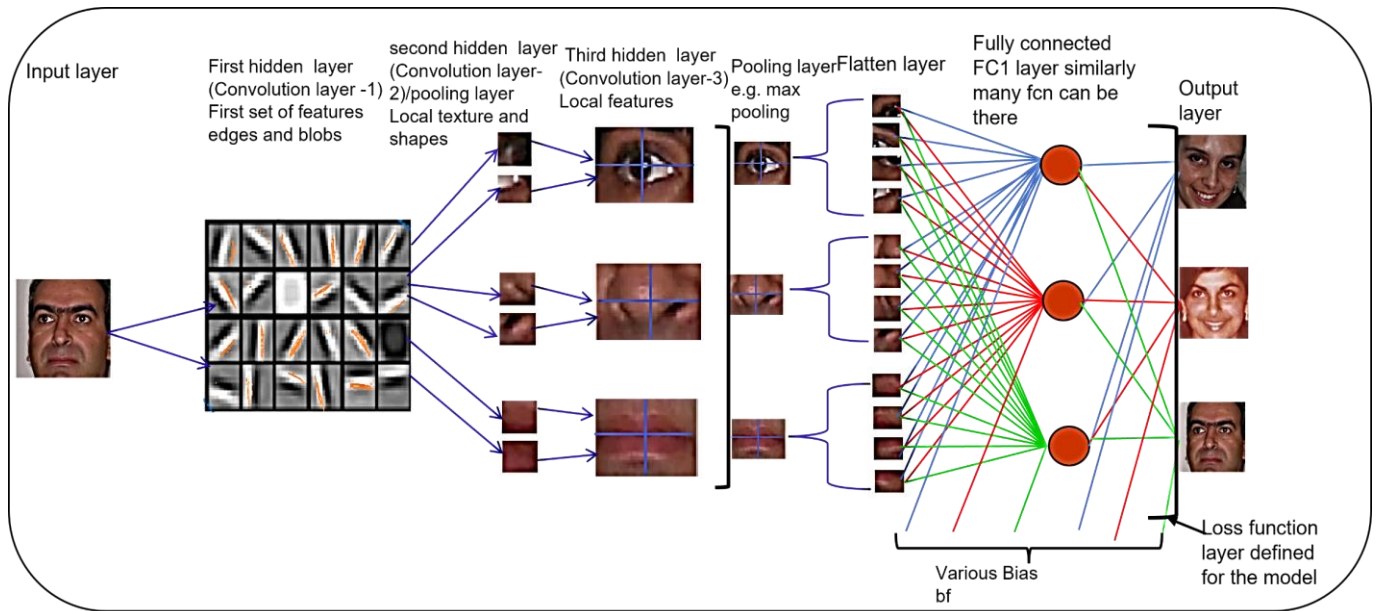 Input layer
First hidden layer
(Convolution layer -1)
First set of features
edges and blobs
second hidden layer
(Convolution layer-
2)/pooling layer
Local texture and
shapes
Third hidden layer
(Convolution layer-3)
Local features
Pooling layer
e.g. max
pooling
Flatten layer
Fully connected
FC1 layer similarly
many fcn can be
there
Output
layer
Loss function
layer defined
for the model
Various Bias
bf